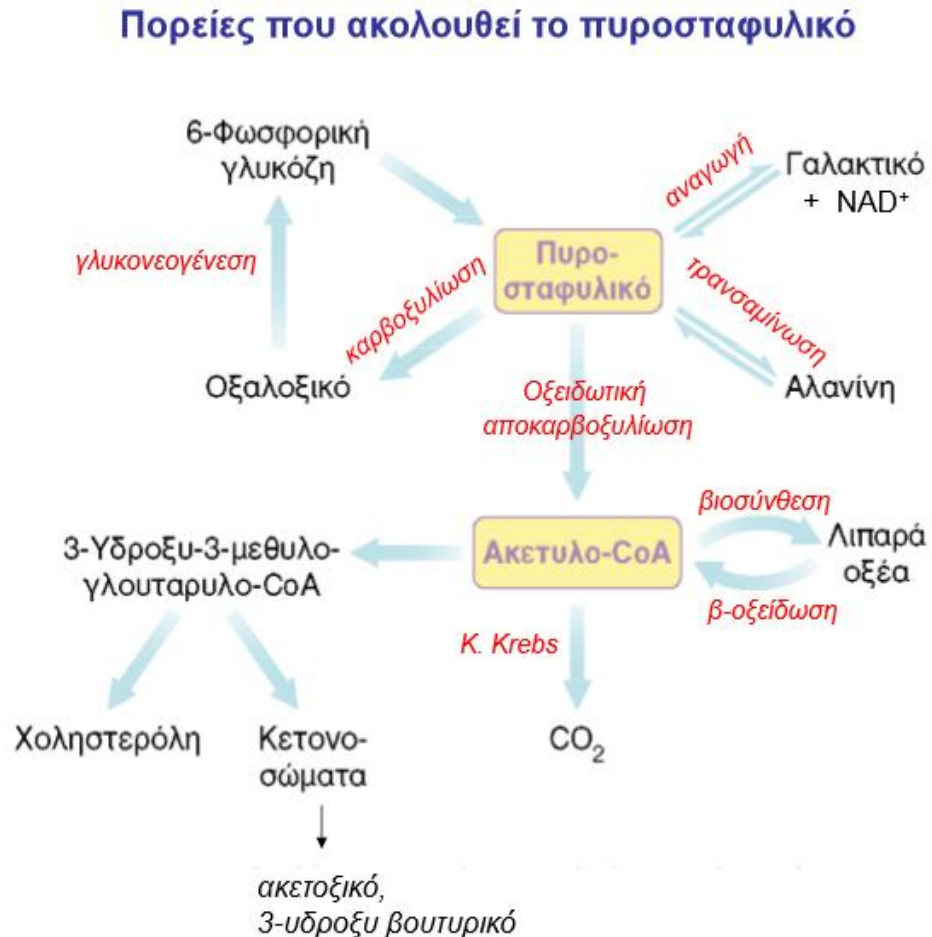 Πορείες που ακολουθεί το πυροσταφυλικό
6-Φωσφορική
γλυκόζη
αναγωγή
Γαλακτικό
+ NAD⁺
γλυκονεογένεση
καρβοξυλίωση
Πυρο-
σταφυλικό
τρανσαμίνωση
Οξαλοξικό
Οξειδωτική
αποκαρβοξυλίωση
Αλανίνη
3-Υδροξυ-3-μεθυλο-
γλουταρυλο-CoA
Ακετυλο-CoA
βιοσύνθεση
Λιπαρά
οξέα
β-οξείδωση
K. Krebs
Χοληστερόλη
Κετονο-
σώματα
CO₂
ακετοξικό,
3-υδροξυ βουτυρικό